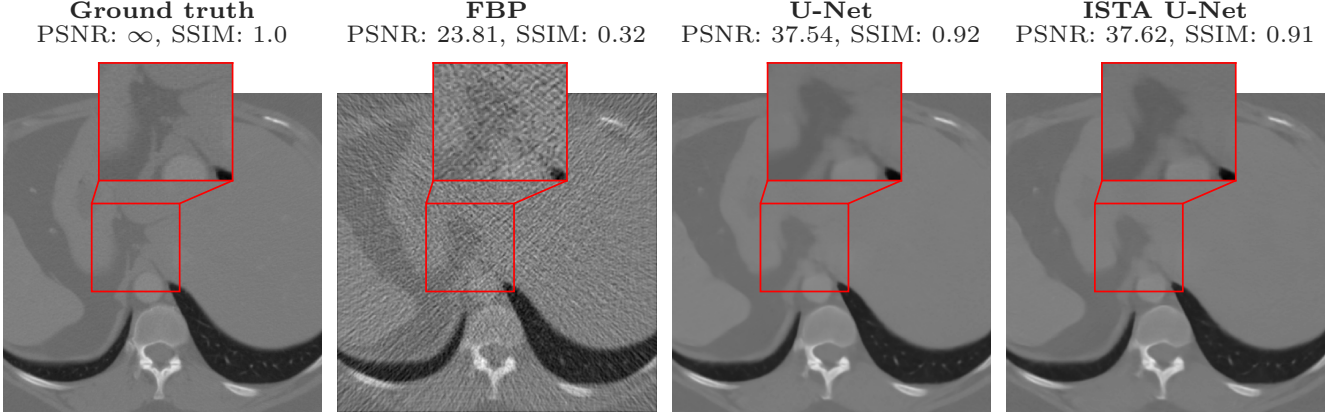 Ground truth
PSNR: ∞, SSIM: 1.0
FBP
PSNR: 23.81, SSIM: 0.32
U-Net
PSNR: 37.54, SSIM: 0.92
ISTA U-Net
PSNR: 37.62, SSIM: 0.91